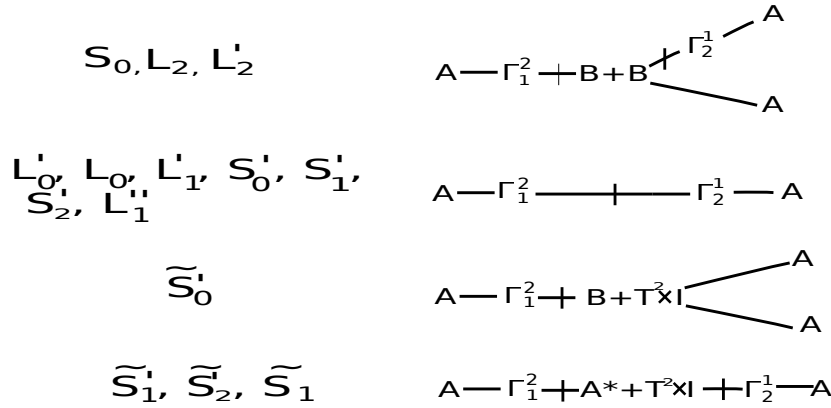 S₀, L₂, L'₂ A — Γ₁² + B + B + Γ₂¹ — A
A
L'₀, L₀, L'₁, S'₀, S'₁, A — Γ₁² + Γ₂¹ — A
S'₂, L''₁
S̃'₀ A — Γ₁² + B + T² × I A
A
S̃'₁, S̃'₂, S̃₁ A — Γ₁² + A* + T² × I + Γ₂¹ — A